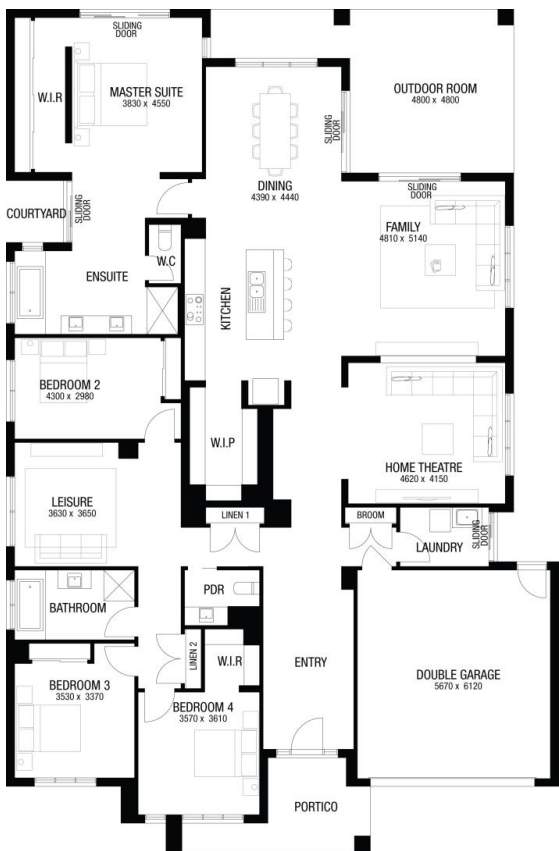 SLIDING
DOOR
MASTER SUITE
3830 x 4550
W.I.R
OUTDOOR ROOM
4800 x 4800
SLIDING
DOOR
DINING
4390 x 4440
SLIDING
DOOR
COURTYARD
SLIDING
DOOR
FAMILY
4810 x 5140
W.C
ENSUITE
KITCHEN
BEDROOM 2
4300 x 2980
W.I.P
HOME THEATRE
4620 x 4150
LEISURE
3630 x 3650
LINEN 1
BROOM
LAUNDRY
SLIDING
DOOR
BATHROOM
PDR
LINEN 2
W.I.R
ENTRY
DOUBLE GARAGE
5670 x 6120
BEDROOM 3
3530 x 3370
BEDROOM 4
3570 x 3610
PORTICO